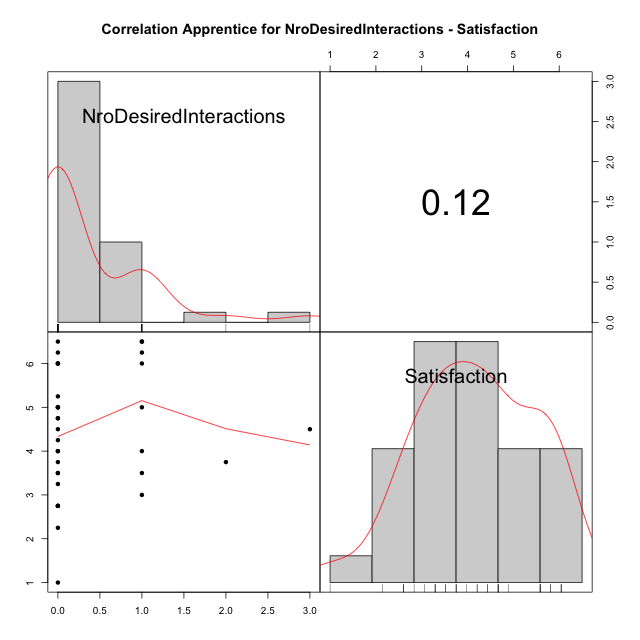 Correlation Apprentice for NroDesiredInteractions - Satisfaction
1 2 3 4 5 6
NroDesiredInteractions
0.12
0.0 0.5 1.0 1.5 2.0 2.5 3.0
Satisfaction
1 2 3 4 5 6
0.0 0.5 1.0 1.5 2.0 2.5 3.0